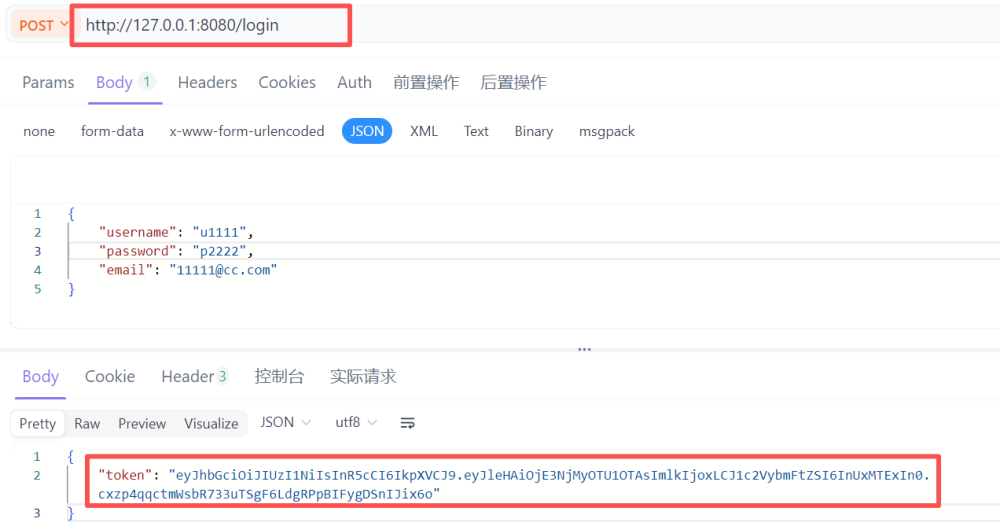 POST http://127.0.0.1:8080/login
Params Body 1 Headers Cookies Auth 前置操作 后置操作
none form-data x-www-form-urlencoded JSON XML Text Binary msgpack
1 {
2 "username": "u1111",
3 "password": "p2222",
4 "email": "11111@cc.com"
5 }
Body Cookie Header 3 控制台 实际请求
Pretty Raw Preview Visualize JSON utf8
1 {
2 "token": "eyJhbGciOiJIUzI1NiIsInR5cCI6IkpXVCJ9.eyJleHAiOjE3NjMyOTU1OTAsImlkIjoxLCJ1c2VybmFtZSI6InUxMTExIn0.
cxzp4qqctmWsbR733uTSgF6LdgRPpBIFygDSnIJix6o"
3 }